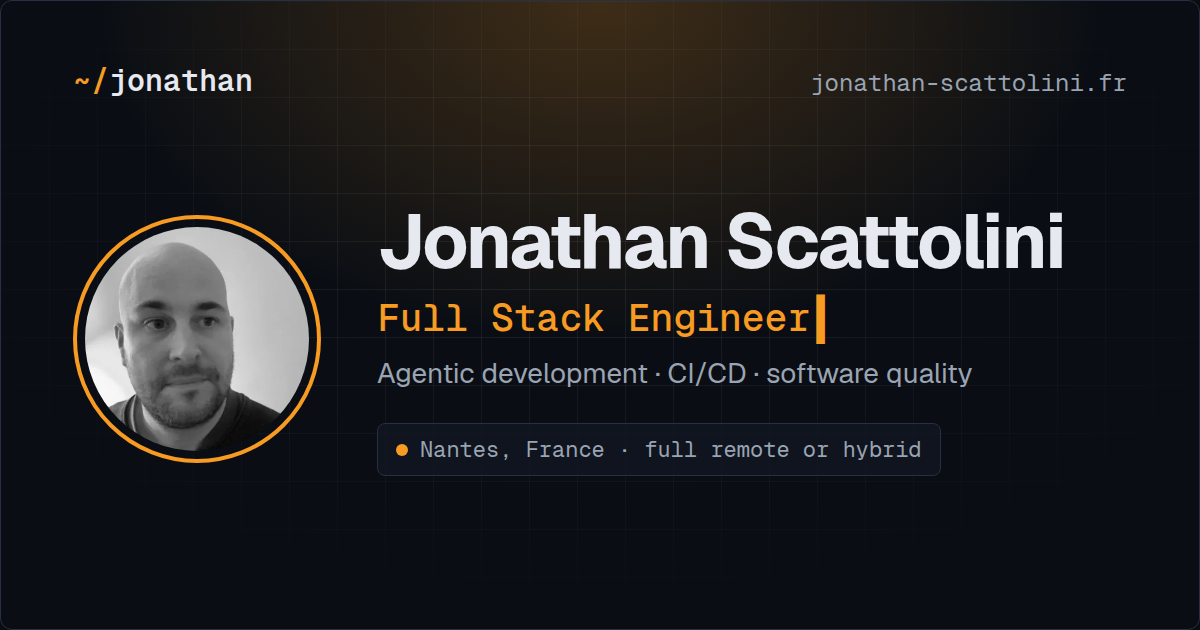 ~/jonathan
jonathan-scattolini.fr
Jonathan Scattolini
Full Stack Engineer
Agentic development · CI/CD · software quality
Nantes, France · full remote or hybrid